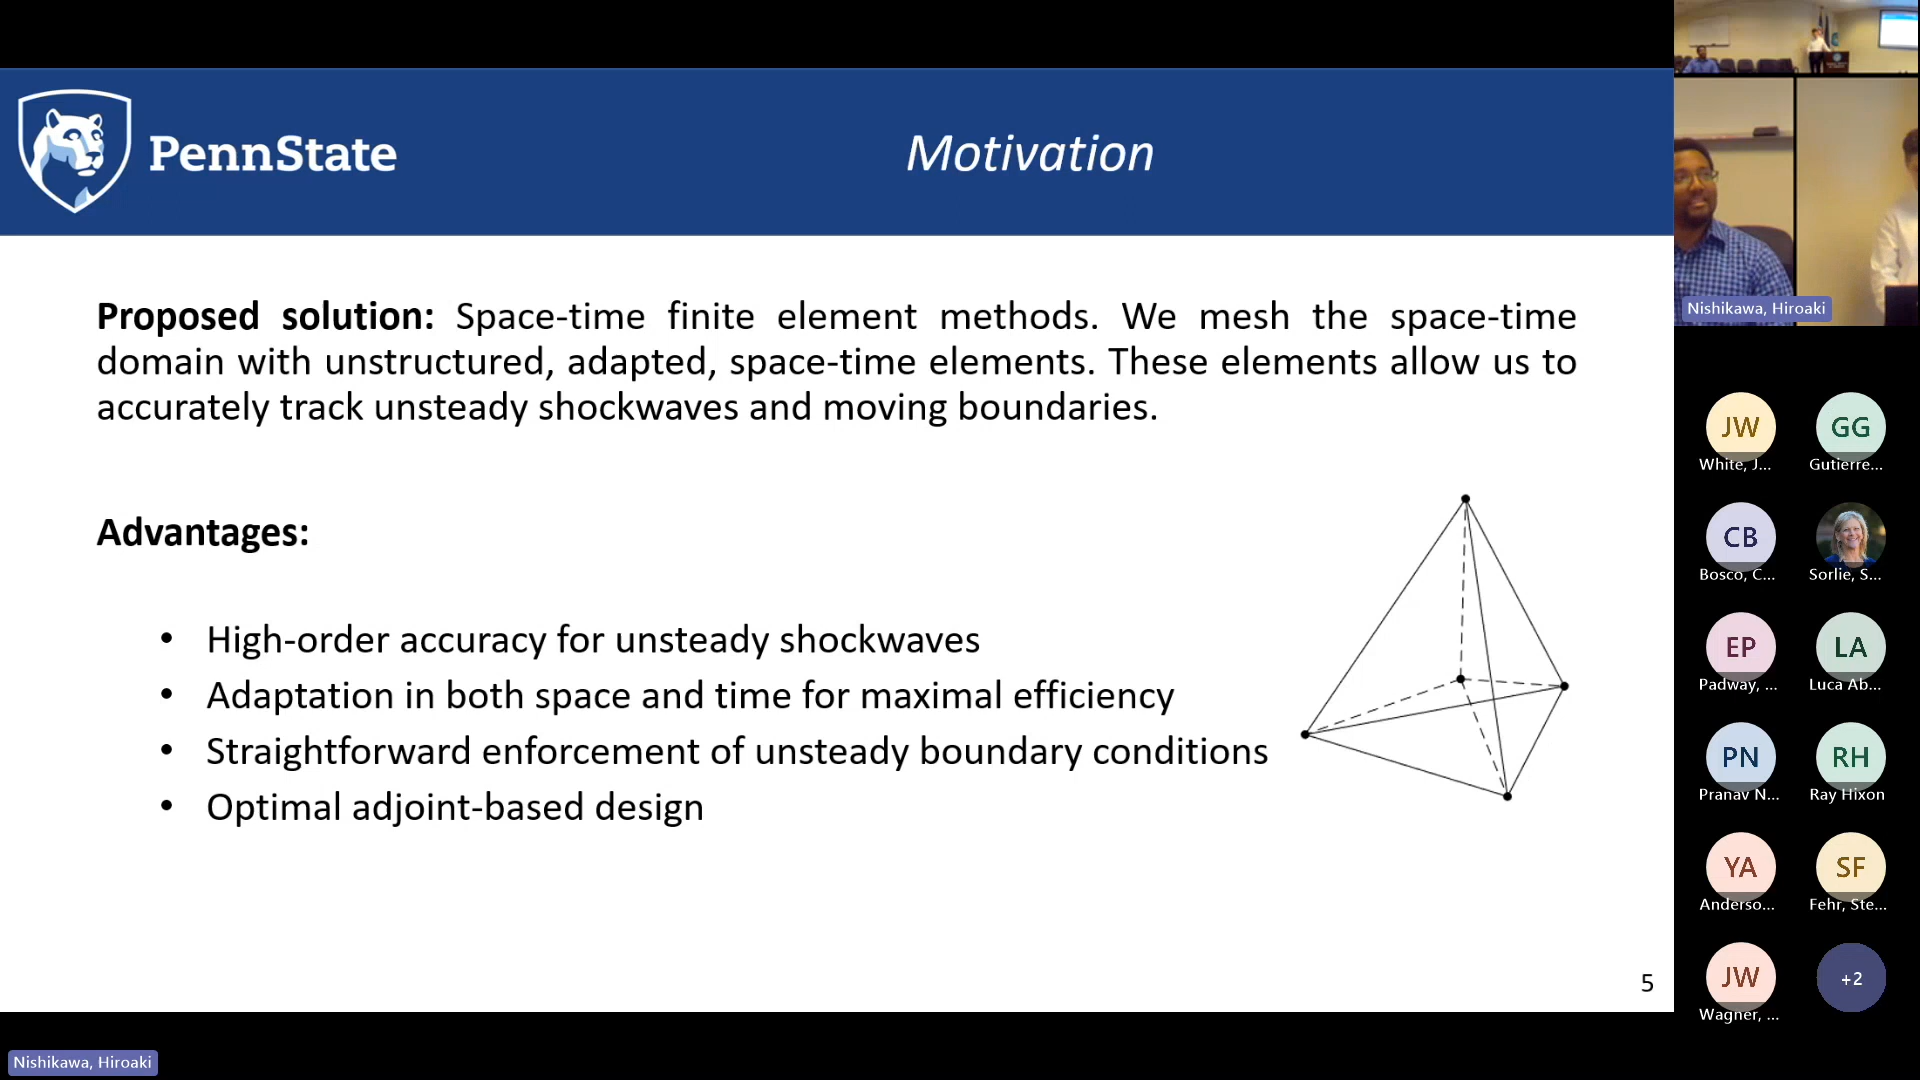 PennState
Motivation
Proposed solution: Space-time finite element methods. We mesh the space-time
domain with unstructured, adapted, space-time elements. These elements allow us to
accurately track unsteady shockwaves and moving boundaries.
Advantages:
• High-order accuracy for unsteady shockwaves
• Adaptation in both space and time for maximal efficiency
• Straightforward enforcement of unsteady boundary conditions
• Optimal adjoint-based design
5
Nishikawa, Hiroaki
JW
White, J...
GG
Gutierre...
CB
Bosco, C...
Sorlie, S...
EP
Padway, ...
LA
Luca Ab...
PN
Pranav N...
RH
Ray Hixon
YA
Anderso...
SF
Fehr, Ste...
JW
Wagner, ...
+2
Nishikawa, Hiroaki